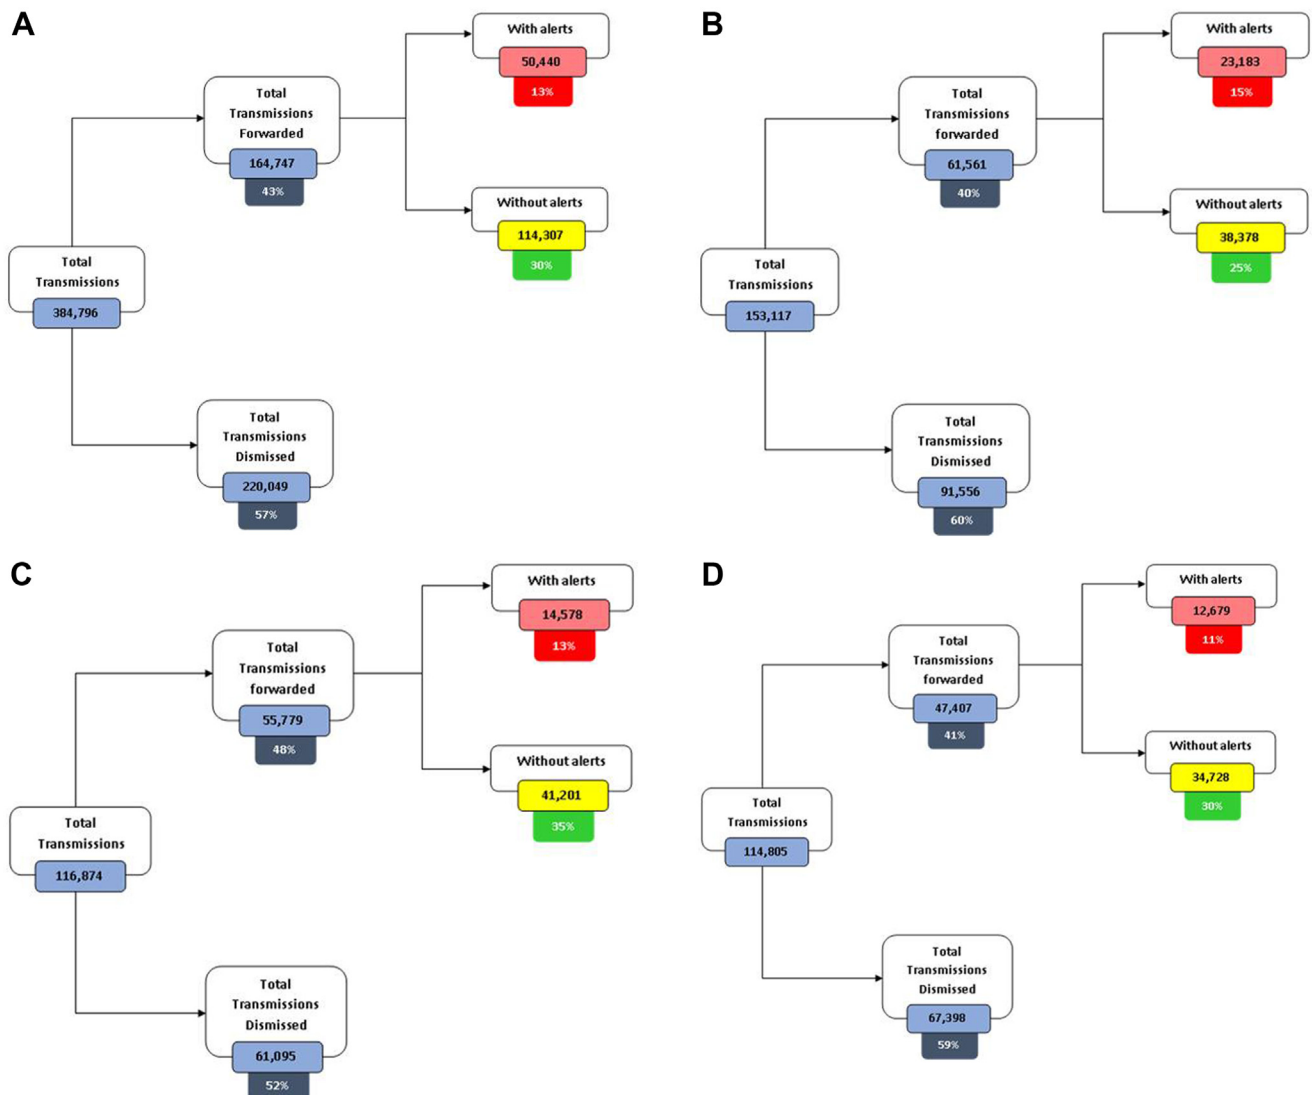 A
With alerts
50,440
13%
Total
Transmissions
Forwarded
164,747
43%
Without alerts
114,307
30%
Total
Transmissions
384,796
Total
Transmissions
Dismissed
220,049
57%
B
With alerts
23,183
15%
Total
Transmissions
forwarded
61,561
40%
Without alerts
38,378
25%
Total
Transmissions
153,117
Total
Transmissions
Dismissed
91,556
60%
C
With alerts
14,578
13%
Total
Transmissions
forwarded
55,779
48%
Without alerts
41,201
35%
Total
Transmissions
116,874
Total
Transmissions
Dismissed
61,095
52%
D
With alerts
12,679
11%
Total
Transmissions
forwarded
47,407
41%
Without alerts
34,728
30%
Total
Transmissions
114,805
Total
Transmissions
Dismissed
67,398
59%